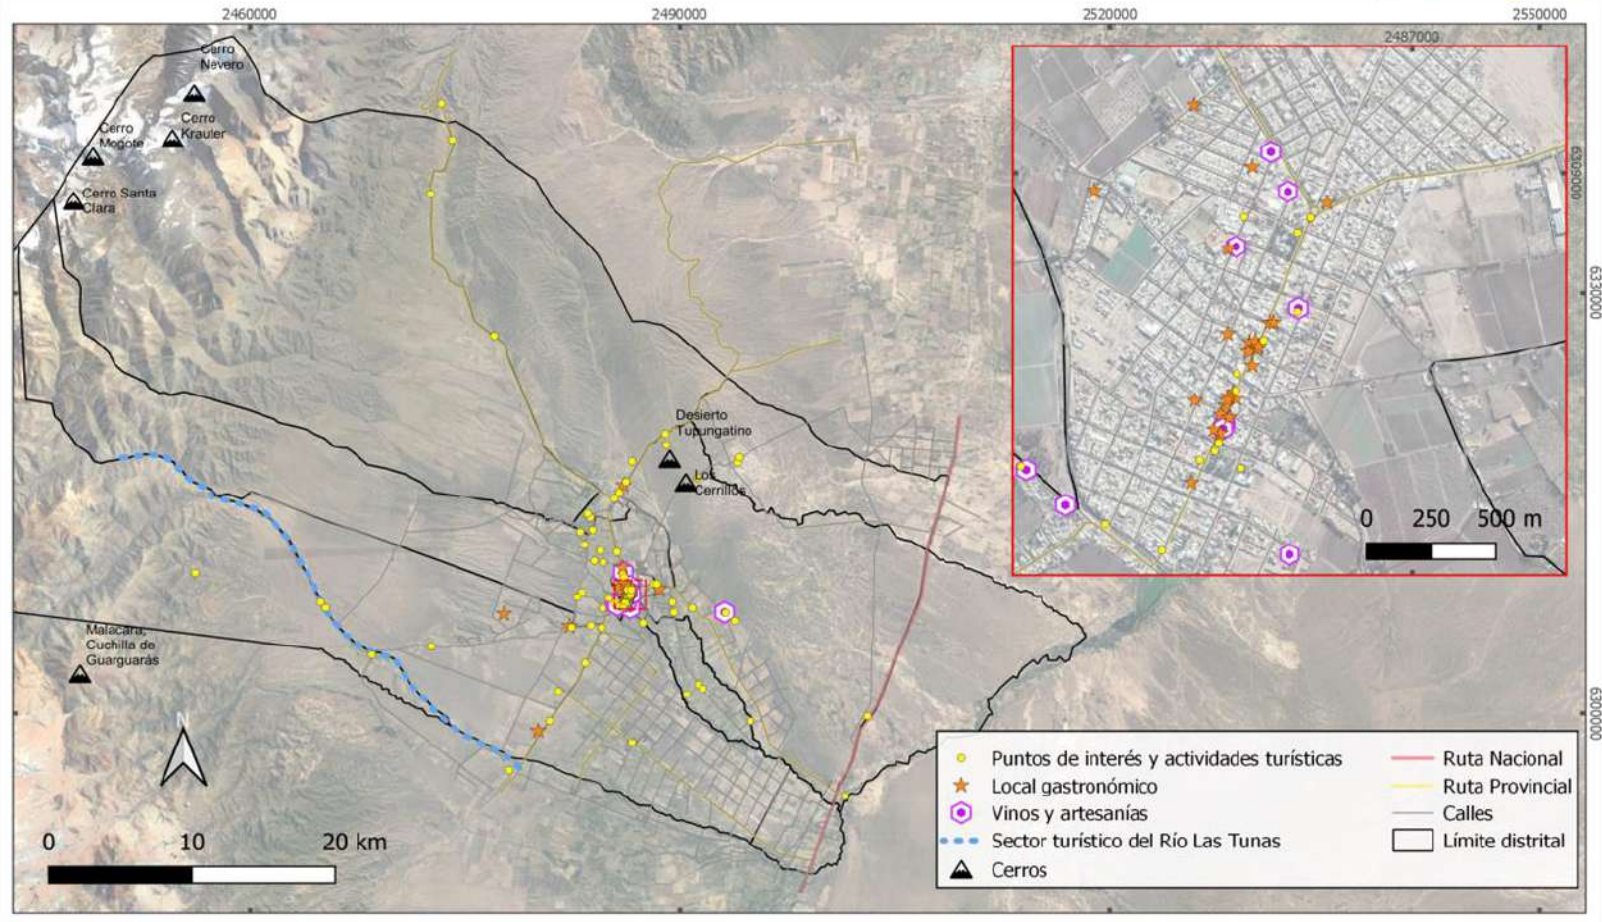 2460000
2490000
2520000
2550000
2487000
Cerro
Nevero
Cerro
Krauler
Cerro
Mogote
Cerro Santa
Clara
6309000
6330000
Desierto
Tupungatino
Los
Cerrillos
0 250 500 m
Malacara,
Cuchilla de
Guarguarás
N
6300000
0 10 20 km
Puntos de interés y actividades turísticas
Local gastronómico
Vinos y artesanías
Sector turístico del Río Las Tunas
Cerros
Ruta Nacional
Ruta Provincial
Calles
Límite distrital